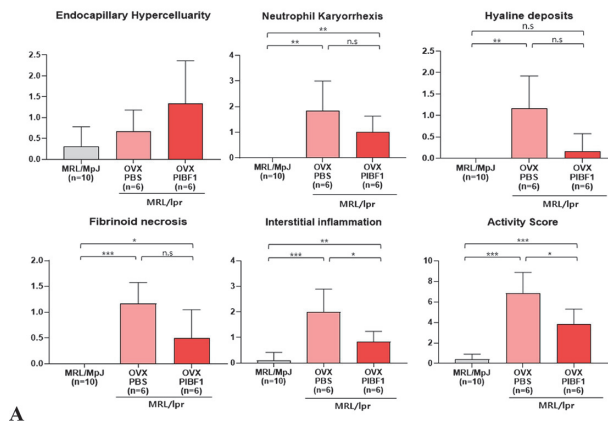 Endocapillary Hypercelluarity
2.5
2.0
1.5
1.0
0.5
0.0
MRL/MpJ
(n=10)
OVX
PBS
(n=6)
OVX
PIBF1
(n=6)
MRL/lpr
Neutrophil Karyorrhexis
**
**
n.s
4
3
2
1
0
MRL/MpJ
(n=10)
OVX
PBS
(n=6)
OVX
PIBF1
(n=6)
MRL/lpr
Hyaline deposits
n.s
**
n.s
2.5
2.0
1.5
1.0
0.5
0.0
MRL/MpJ
(n=10)
OVX
PBS
(n=6)
OVX
PIBF1
(n=6)
MRL/lpr
Fibrinoid necrosis
*
***
n.s
2.0
1.5
1.0
0.5
0.0
MRL/MpJ
(n=10)
OVX
PBS
(n=6)
OVX
PIBF1
(n=6)
MRL/lpr
Interstitial inflammation
**
***
*
4
3
2
1
0
MRL/MpJ
(n=10)
OVX
PBS
(n=6)
OVX
PIBF1
(n=6)
MRL/lpr
Activity Score
***
***
*
10
8
6
4
2
0
MRL/MpJ
(n=10)
OVX
PBS
(n=6)
OVX
PIBF1
(n=6)
MRL/lpr
A